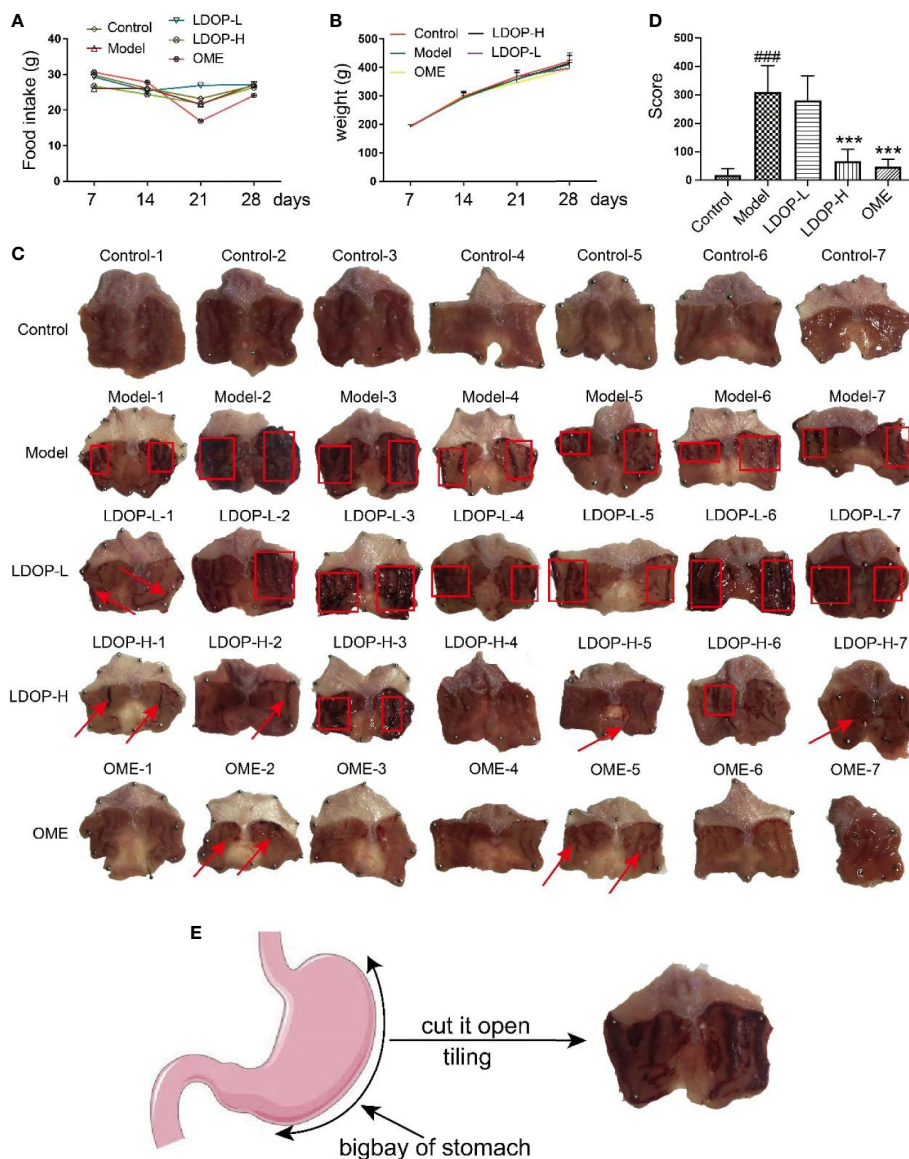 A
Control
Model
LDOP-L
LDOP-H
OME
Food intake (g)
40
30
20
10
0
7 14 21 28 days
B
Control
Model
OME
LDOP-H
LDOP-L
weight (g)
500
400
300
200
100
0
7 14 21 28 days
D
Score
500
400
300
200
100
0
###
***
***
Control
Model
LDOP-L
LDOP-H
OME
C
Control-1 Control-2 Control-3 Control-4 Control-5 Control-6 Control-7
Control
Model-1 Model-2 Model-3 Model-4 Model-5 Model-6 Model-7
Model
LDOP-L-1 LDOP-L-2 LDOP-L-3 LDOP-L-4 LDOP-L-5 LDOP-L-6 LDOP-L-7
LDOP-L
LDOP-H-1 LDOP-H-2 LDOP-H-3 LDOP-H-4 LDOP-H-5 LDOP-H-6 LDOP-H-7
LDOP-H
OME-1 OME-2 OME-3 OME-4 OME-5 OME-6 OME-7
OME
E
cut it open
tiling
bigbay of stomach